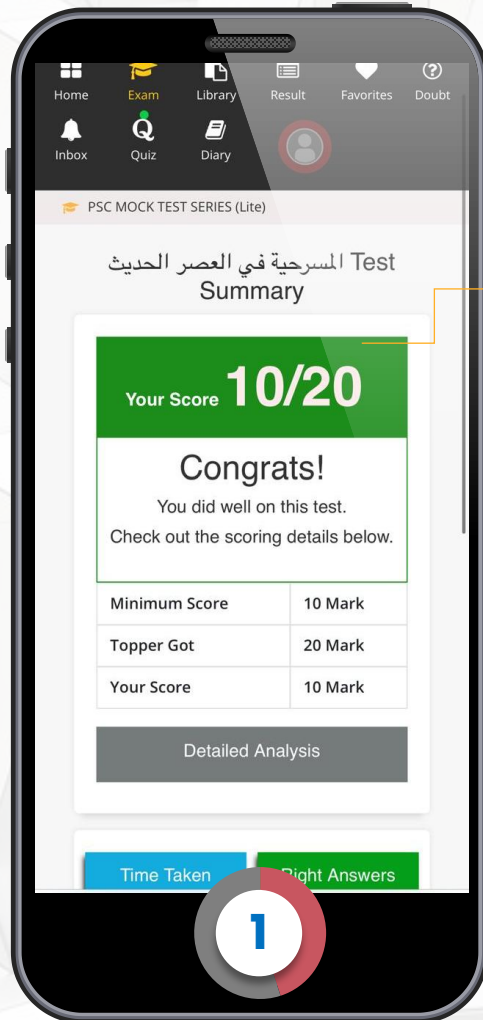 Home Exam Library Result Favorites Doubt
Inbox Quiz Diary
PSC MOCK TEST SERIES (Lite)
المسرحية في العصر الحديث Test
Summary
Your Score 10/20
Congrats!
You did well on this test.
Check out the scoring details below.
Minimum Score 10 Mark
Topper Got 20 Mark
Your Score 10 Mark
Detailed Analysis
Time Taken Right Answers
1